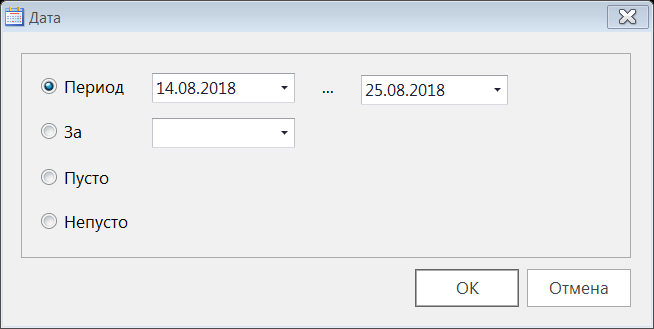 Дата
Период 14.08.2018 ... 25.08.2018
За
Пусто
Непусто
OK Отмена